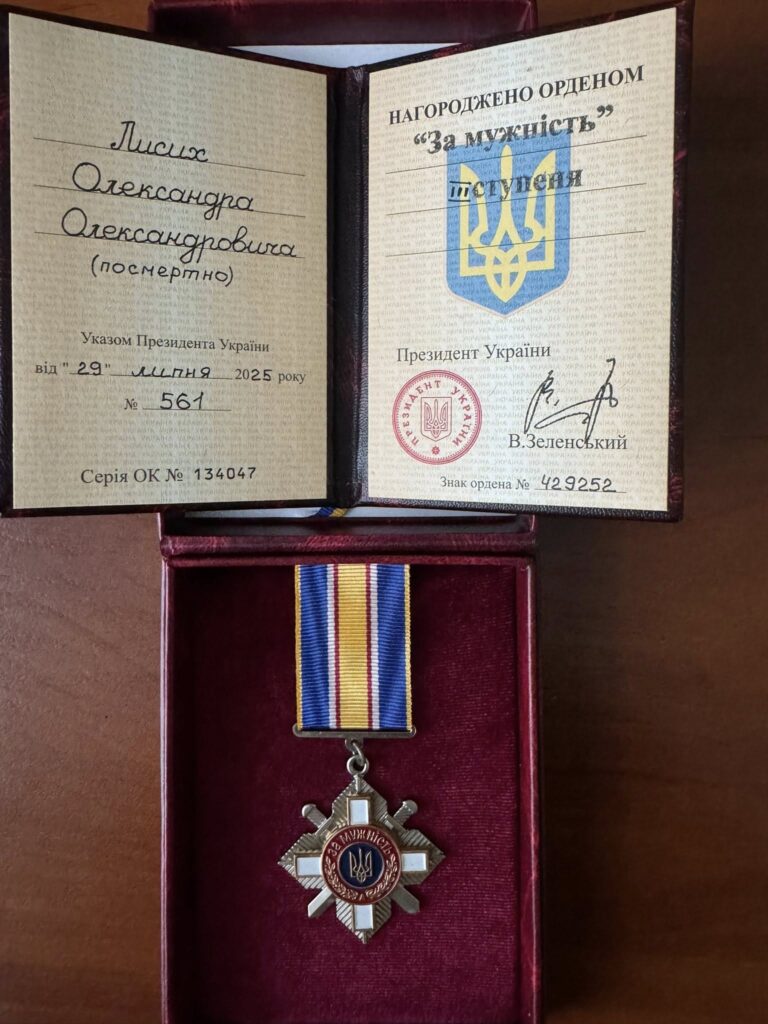 Лисих
Олександра
Олександровича
(посмертно)
Указом Президента України
від "29" липня 2025 року
№ 561
Серія ОК № 134047
НАГОРОДЖЕНО ОРДЕНОМ
“За мужність”
III ступеня
Президент України
ПРЕЗИДЕНТ УКРАЇНИ
В.Зеленський
Знак ордена № 429252
ЗА МУЖНІСТЬ